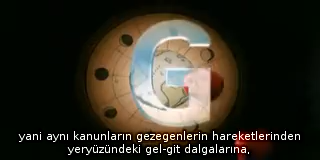 G
yani aynı kanunların gezegenlerin hareketlerinden
yeryüzündeki gel-git dalgalarına,